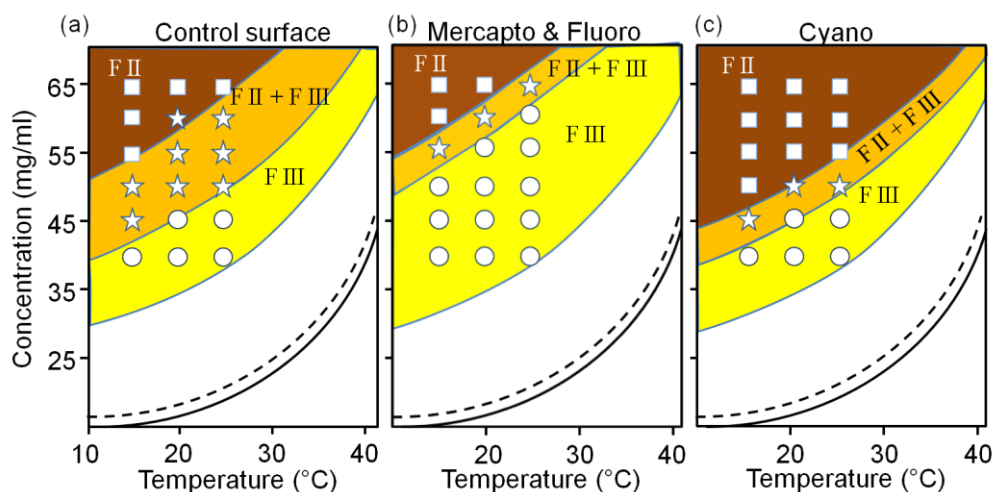 (a) Control surface
(b) Mercapto & Fluoro
(c) Cyano
Concentration (mg/ml)
65
55
45
35
25
F II
F II + F III
F III
F II
F II + F III
F III
F II
F II + F III
F III
10 20 30 40
20 30 40
20 30 40
Temperature (°C)
Temperature (°C)
Temperature (°C)